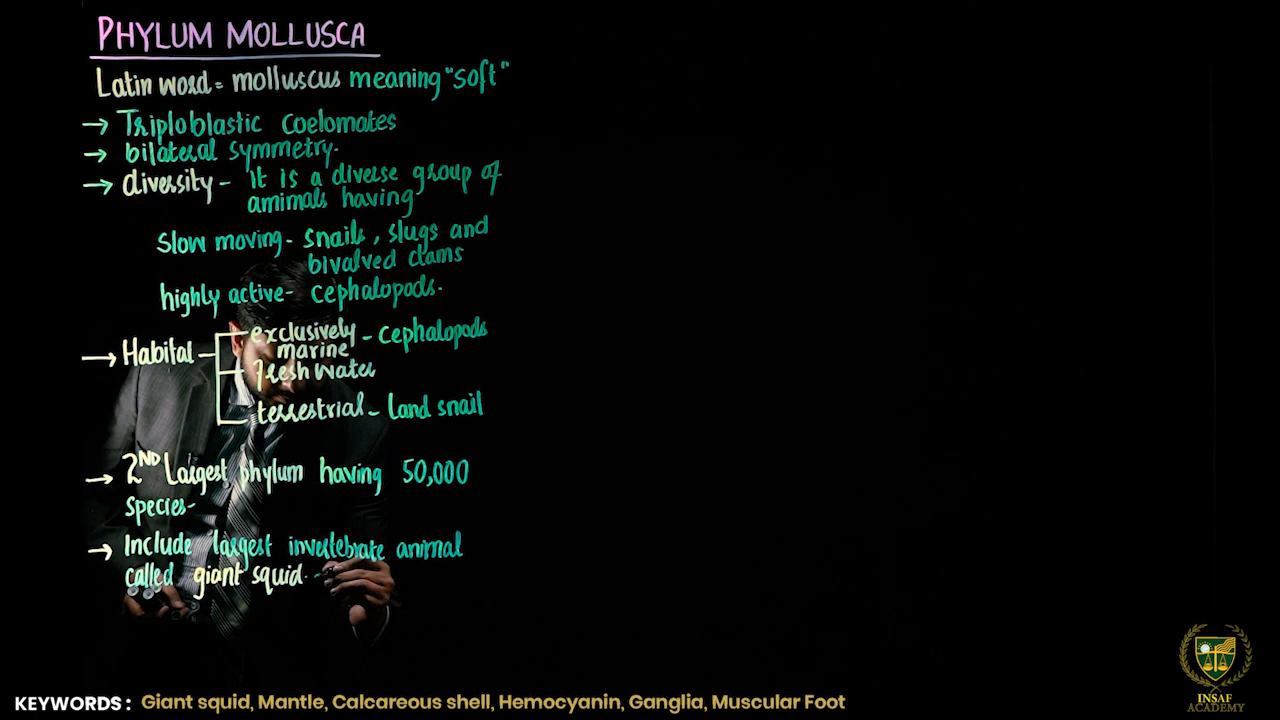 PHYLUM MOLLUSCA
Latin word = molluscus meaning "soft"
→ Triploblastic coelomates
→ bilateral symmetry.
→ diversity - it is a diverse group of
animals having
Slow moving - snails, slugs and
bivalved clams
highly active - cephalopods.
→ Habital exclusively - cephalopods
marine
fresh water
terrestrial - Land snail
→ 2ND Largest phylum having 50,000
species-
→ Include largest invertebrate animal
called giant squid.
KEYWORDS : Giant squid, Mantle, Calcareous shell, Hemocyanin, Ganglia, Muscular Foot
INSAF
ACADEMY